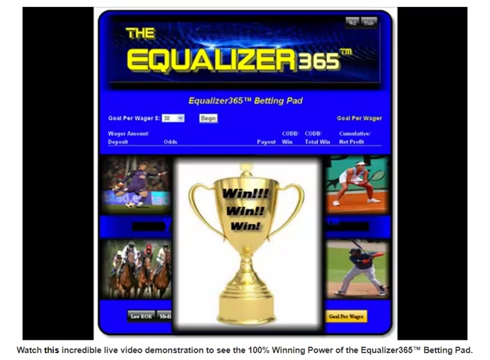 THE
EQUALIZER365™
Equalizer365™ Betting Pad
Goal Per Wager $: 30 Begin Goal Per Wager
Wager Amount/ CODB/ CODB/ Cumulative/
Deposit Odds Payout Win Total Win Net Profit
Win!!!
Win!!
Win!
Low ROR Goal Per Wager
Watch this incredible live video demonstration to see the 100% Winning Power of the Equalizer365™ Betting Pad.